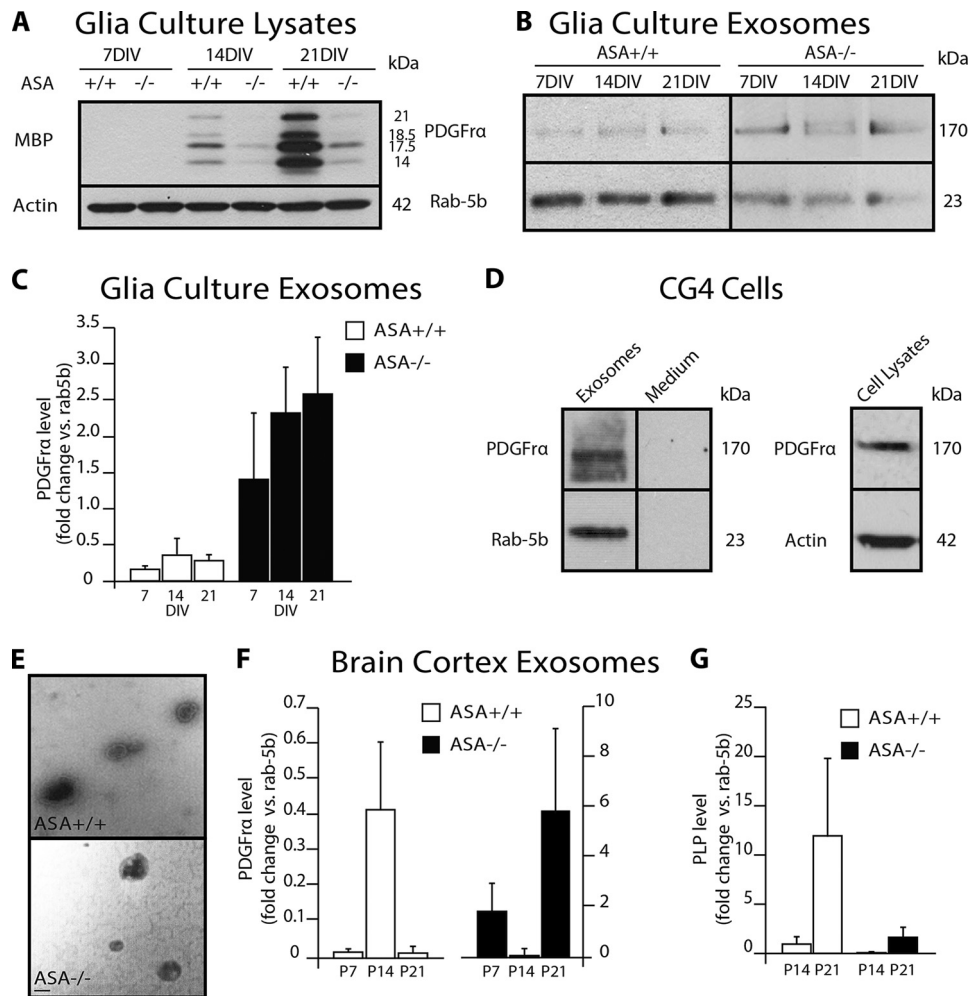 A Glia Culture Lysates
7DIV 14DIV 21DIV kDa
ASA +/+ -/- +/+ -/- +/+ -/-
MBP
21
18.5
17.5
14
Actin 42
B Glia Culture Exosomes
ASA+/+ ASA-/-
7DIV 14DIV 21DIV 7DIV 14DIV 21DIV kDa
PDGFrα 170
Rab-5b 23
C Glia Culture Exosomes
ASA+/+
ASA-/-
PDGFrα level
(fold change vs. rab5b)
3.5
3.0
2.5
2.0
1.5
1.0
0.5
0
7 14 21 7 14 21
DIV DIV
D CG4 Cells
Exosomes Medium kDa Cell Lysates kDa
PDGFrα 170 PDGFrα 170
Rab-5b 23 Actin 42
E
ASA+/+
ASA-/-
F Brain Cortex Exosomes
ASA+/+
ASA-/-
PDGFrα level
(fold change vs. rab-5b)
0.7
0.6
0.5
0.4
0.3
0.2
0.1
0
10
8
6
4
2
0
P7 P14 P21 P7 P14 P21
G
ASA+/+
ASA-/-
PLP level
(fold change vs. rab-5b)
25
20
15
10
5
0
P14 P21 P14 P21